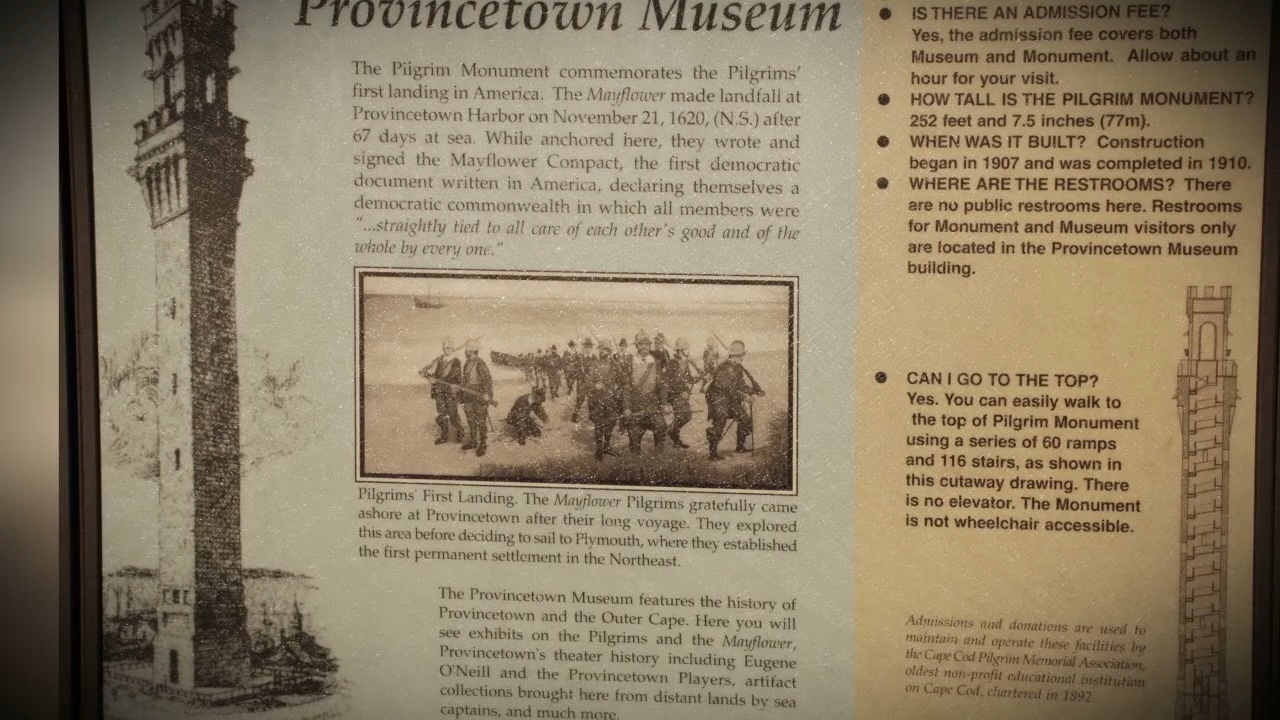 Provincetown Museum
The Pilgrim Monument commemorates the Pilgrims'
first landing in America. The Mayflower made landfall at
Provincetown Harbor on November 21, 1620, (N.S.) after
67 days at sea. While anchored here, they wrote and
signed the Mayflower Compact, the first democratic
document written in America, declaring themselves a
democratic commonwealth in which all members were
"...straightly tied to all care of each other's good and of the
whole by every one."
Pilgrims' First Landing. The Mayflower Pilgrims gratefully came
ashore at Provincetown after their long voyage. They explored
this area before deciding to sail to Plymouth, where they established
the first permanent settlement in the Northeast.
The Provincetown Museum features the history of
Provincetown and the Outer Cape. Here you will
see exhibits on the Pilgrims and the Mayflower,
Provincetown's theater history including Eugene
O'Neill and the Provincetown Players, artifact
collections brought here from distant lands by sea
captains, and much more.
IS THERE AN ADMISSION FEE?
Yes, the admission fee covers both
Museum and Monument. Allow about an
hour for your visit.
HOW TALL IS THE PILGRIM MONUMENT?
252 feet and 7.5 inches (77m).
WHEN WAS IT BUILT? Construction
began in 1907 and was completed in 1910.
WHERE ARE THE RESTROOMS? There
are no public restrooms here. Restrooms
for Monument and Museum visitors only
are located in the Provincetown Museum
building.
CAN I GO TO THE TOP?
Yes. You can easily walk to
the top of Pilgrim Monument
using a series of 60 ramps
and 116 stairs, as shown in
this cutaway drawing. There
is no elevator. The Monument
is not wheelchair accessible.
Admissions and donations are used to
maintain and operate these facilities by
the Cape Cod Pilgrim Memorial Association,
oldest non-profit educational institution
on Cape Cod, chartered in 1892.